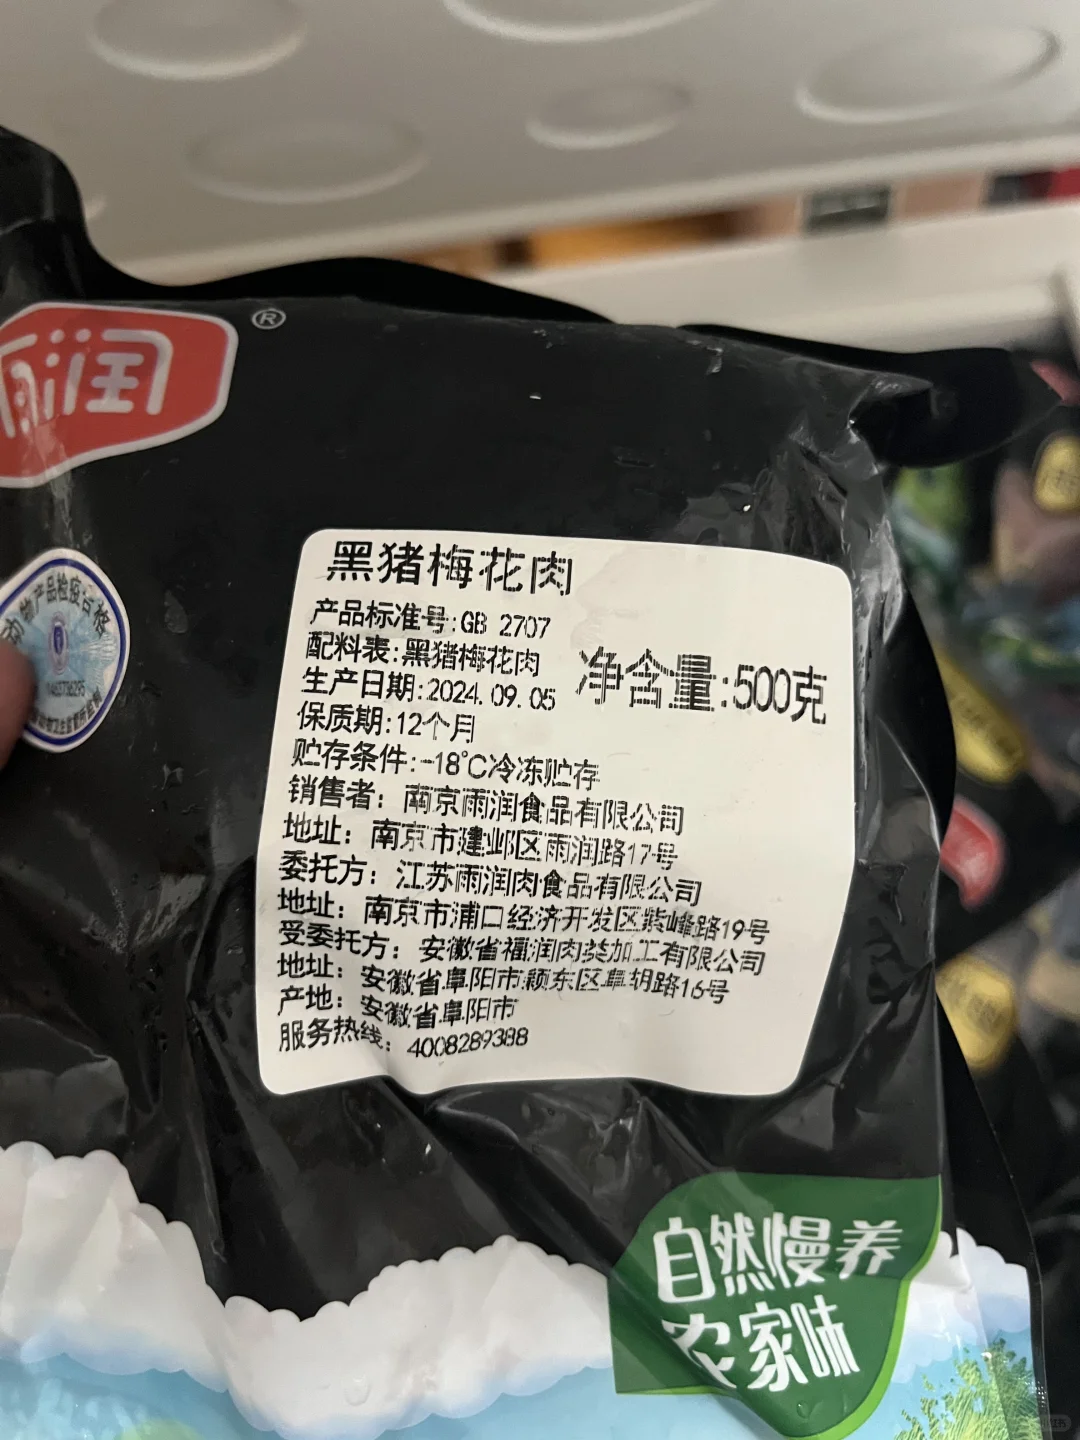 雨润
®
动物产品检疫合格
黑猪梅花肉
产品标准号:GB 2707
配料表:黑猪梅花肉
净含量:500克
生产日期:2024.09.05
保质期:12个月
贮存条件:-18℃冷冻贮存
销售者：南京雨润食品有限公司
地址：南京市建邺区雨润路17号
委托方：江苏雨润肉食品有限公司
地址：南京市浦口经济开发区紫峰路19号
受委托方：安徽省福润肉类加工有限公司
地址：安徽省阜阳市颍东区阜胡路16号
产地：安徽省阜阳市
服务热线：4008289388
自然慢养
农家味